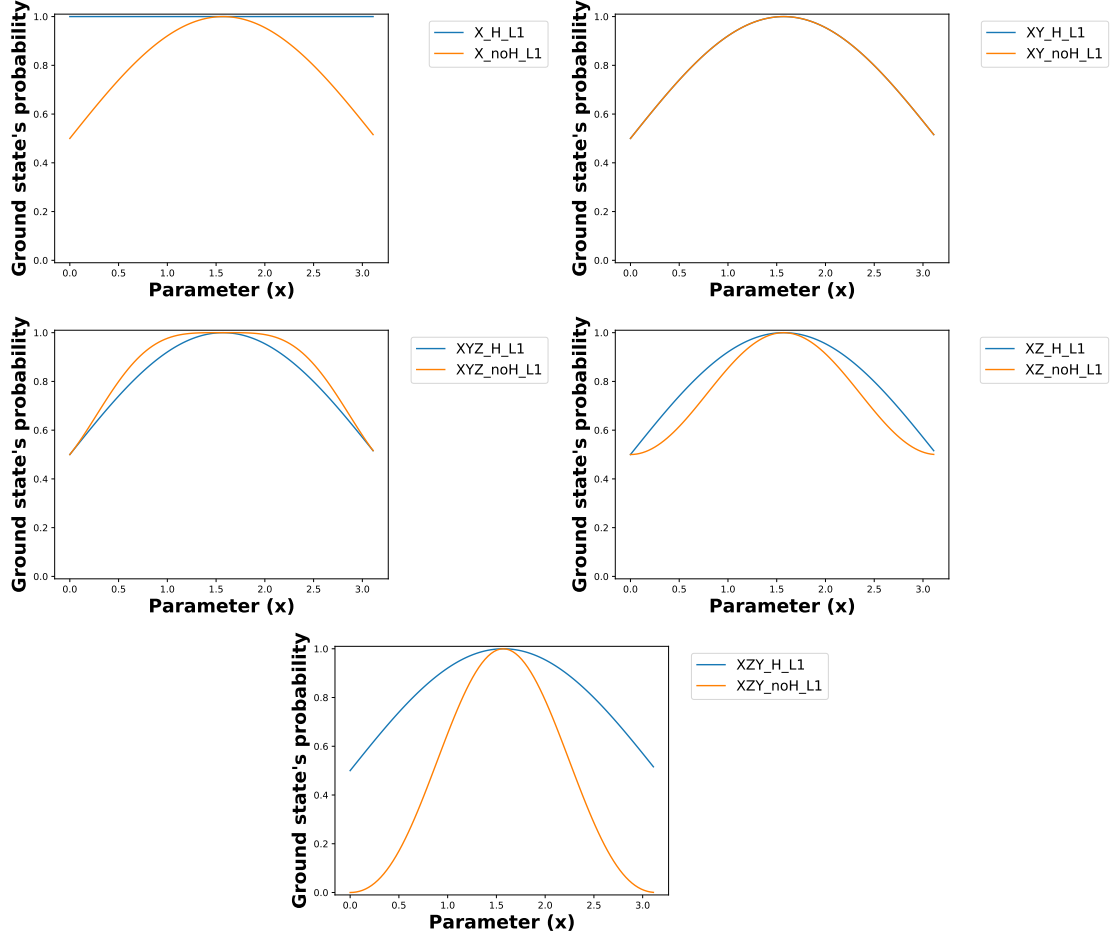 Ground state's probability
1.0
0.8
0.6
0.4
0.2
0.0
0.0 0.5 1.0 1.5 2.0 2.5 3.0
Parameter (x)
X_H_L1
X_noH_L1
Ground state's probability
1.0
0.8
0.6
0.4
0.2
0.0
0.0 0.5 1.0 1.5 2.0 2.5 3.0
Parameter (x)
XY_H_L1
XY_noH_L1
Ground state's probability
1.0
0.8
0.6
0.4
0.2
0.0
0.0 0.5 1.0 1.5 2.0 2.5 3.0
Parameter (x)
XYZ_H_L1
XYZ_noH_L1
Ground state's probability
1.0
0.8
0.6
0.4
0.2
0.0
0.0 0.5 1.0 1.5 2.0 2.5 3.0
Parameter (x)
XZ_H_L1
XZ_noH_L1
Ground state's probability
1.0
0.8
0.6
0.4
0.2
0.0
0.0 0.5 1.0 1.5 2.0 2.5 3.0
Parameter (x)
XZY_H_L1
XZY_noH_L1